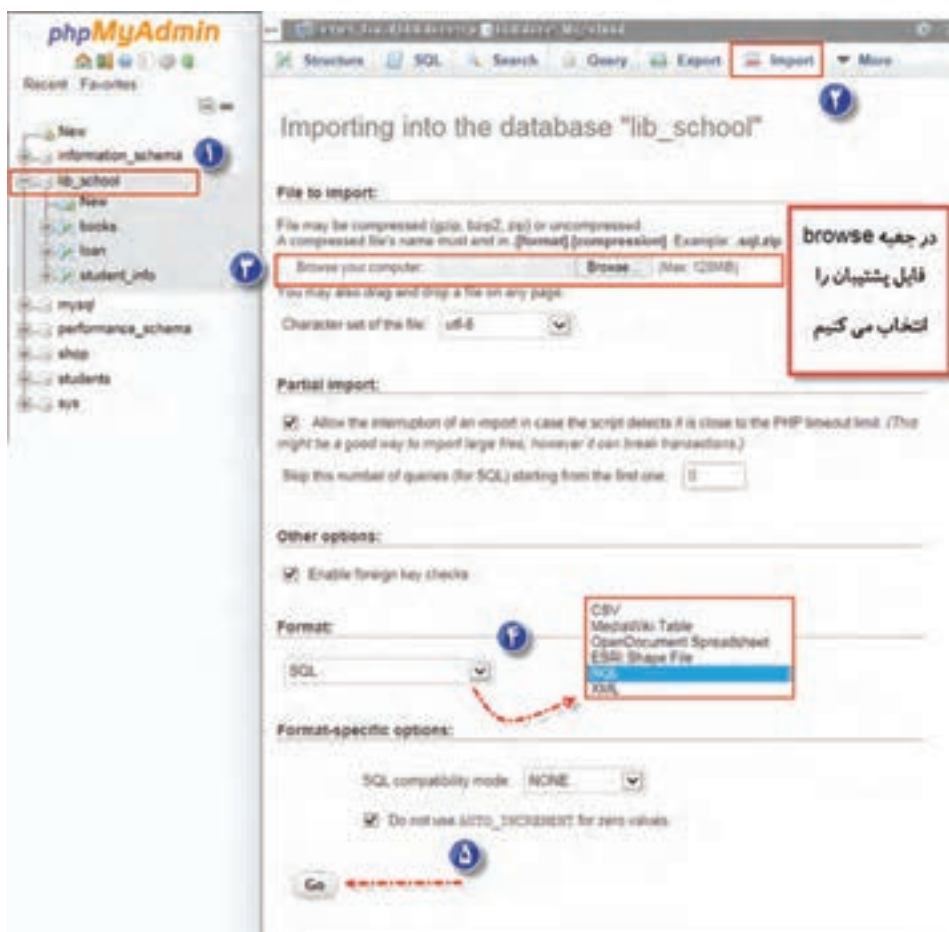 phpMyAdmin
Recent Favorites
New
information_schema
۱
lib_school
New
books
loan
student_info
mysql
performance_schema
shop
students
sys
Structure SQL Search Query Export Import More
۲
Importing into the database "lib_school"
File to import:
File may be compressed (gzip, bzip2, zip) or uncompressed.
A compressed file's name must end in .[format].[compression]. Example: .sql.zip
۳
Browse your computer: Browse... (Max: 128MB)
You may also drag and drop a file on any page.
Character set of the file: utf-8
در جعبه browse
فایل پشتیبان را
انتخاب می کنیم
Partial import:
Allow the interruption of an import in case the script detects it is close to the PHP timeout limit. (This
might be a good way to import large files, however it can break transactions.)
Skip this number of queries (for SQL) starting from the first one: 0
Other options:
Enable foreign key checks
Format:
۴
SQL
CSV
MediaWiki Table
OpenDocument Spreadsheet
ESRI Shape File
SQL
XML
Format-specific options:
SQL compatibility mode: NONE
Do not use AUTO_INCREMENT for zero values
۵
Go